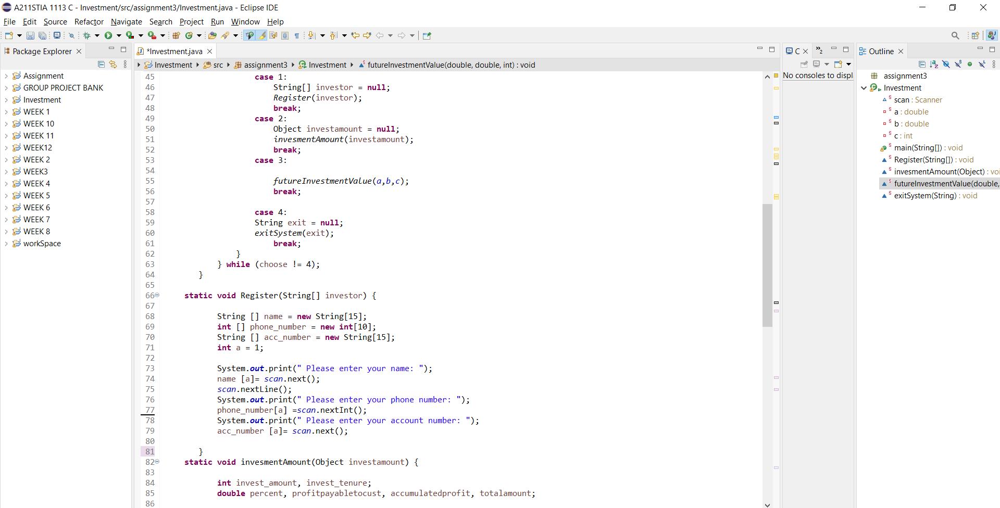 A211STIA 1113 C - Investment/src/assignment3/Investment.java - Eclipse IDE
File Edit Source Refactor Navigate Search Project Run Window Help
Package Explorer
Assignment
GROUP PROJECT BANK
Investment
WEEK 1
WEEK 10
WEEK 11
WEEK12
WEEK 2
WEEK3
WEEK 4
WEEK 5
WEEK 6
WEEK 7
WEEK 8
workSpace
*Investment.java
Investment src assignment3 Investment futureInvestmentValue(double, double, int) : void
45 case 1:
46 String[] investor = null;
47 Register(investor);
48 break;
49 case 2:
50 Object investamount = null;
51 invesmentAmount(investamount);
52 break;
53 case 3:
54
55 futureInvestmentValue(a,b,c);
56 break;
57
58 case 4:
59 String exit = null;
60 exitSystem(exit);
61 break;
62 }
63 } while (choose != 4);
64 }
65
66 static void Register(String[] investor) {
67
68 String [] name = new String[15];
69 int [] phone_number = new int[10];
70 String [] acc_number = new String[15];
71 int a = 1;
72
73 System.out.print(" Please enter your name: ");
74 name [a]= scan.next();
75 scan.nextLine();
76 System.out.print(" Please enter your phone number: ");
77 phone_number[a] =scan.nextInt();
78 System.out.print(" Please enter your account number: ");
79 acc_number [a]= scan.next();
80
81 }
82 static void invesmentAmount(Object investamount) {
83
84 int invest_amount, invest_tenure;
85 double percent, profitpayabletocust, accumulatedprofit, totalamount;
86
C
2
No consoles to displ
Outline
assignment3
Investment
scan : Scanner
a : double
b : double
c : int
main(String[]) : void
Register(String[]) : void
invesmentAmount(Object) : voi
futureInvestmentValue(double,
exitSystem(String) : void